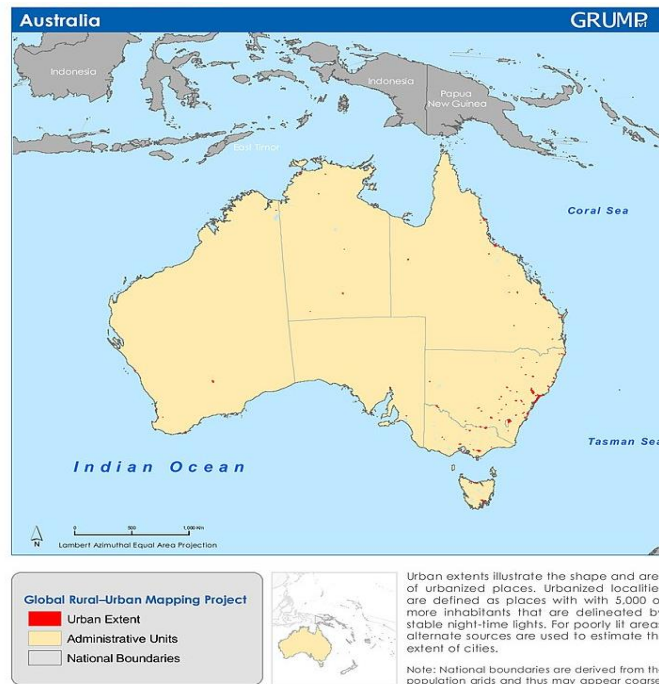 Australia
GRUMP
v1
Indonesia
Indonesia
Papua
New Guinea
East Timor
Coral Sea
Tasman Sea
Indian Ocean
0 500 1,000 Km
N
Lambert Azimuthal Equal Area Projection
Global Rural–Urban Mapping Project
Urban Extent
Administrative Units
National Boundaries
Urban extents illustrate the shape and are
of urbanized places. Urbanized localitie
are defined as places with with 5,000 o
more inhabitants that are delineated b
stable night-time lights. For poorly lit area
alternate sources are used to estimate th
extent of cities.
Note: National boundaries are derived from th
population grids and thus may appear coarse